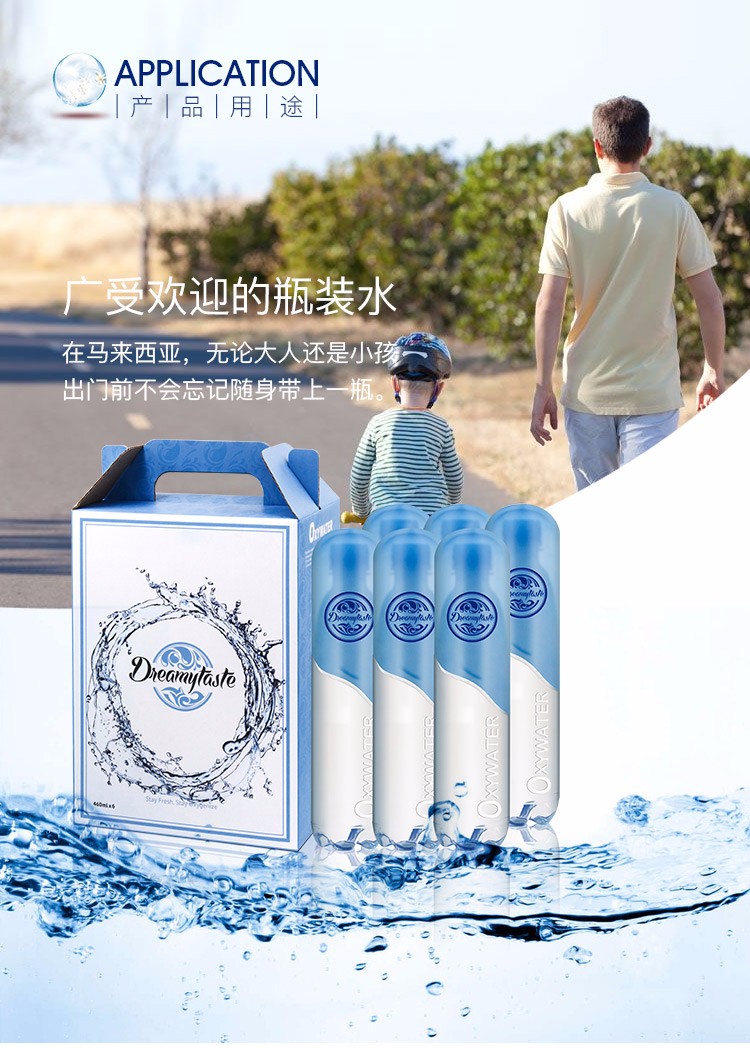 APPLICATION
产品用途
广受欢迎的瓶装水
在马来西亚，无论大人还是小孩
出门前不会忘记随身带上一瓶。
OXYWATER
Dreamytaste
460ml x 6
Stay Fresh, Stay Oxygenize
Dreamytaste
Dreamytaste
Dreamytaste
Dreamytaste
OXYWATER
OXYWATER
OXYWATER
OXYWATER